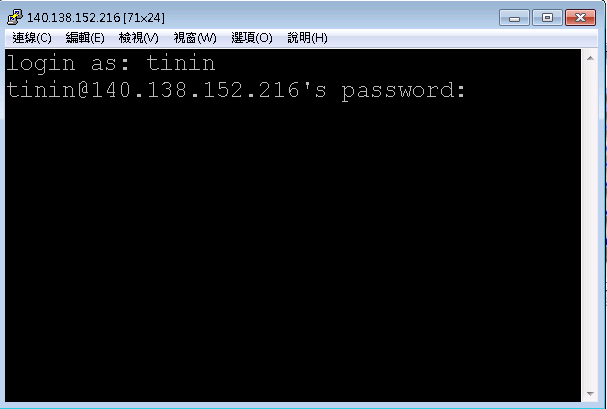 140.138.152.216 [71x24]
連線(C) 編輯(E) 檢視(V) 視窗(W) 選項(O) 說明(H)
login as: tinin
tinin@140.138.152.216's password: